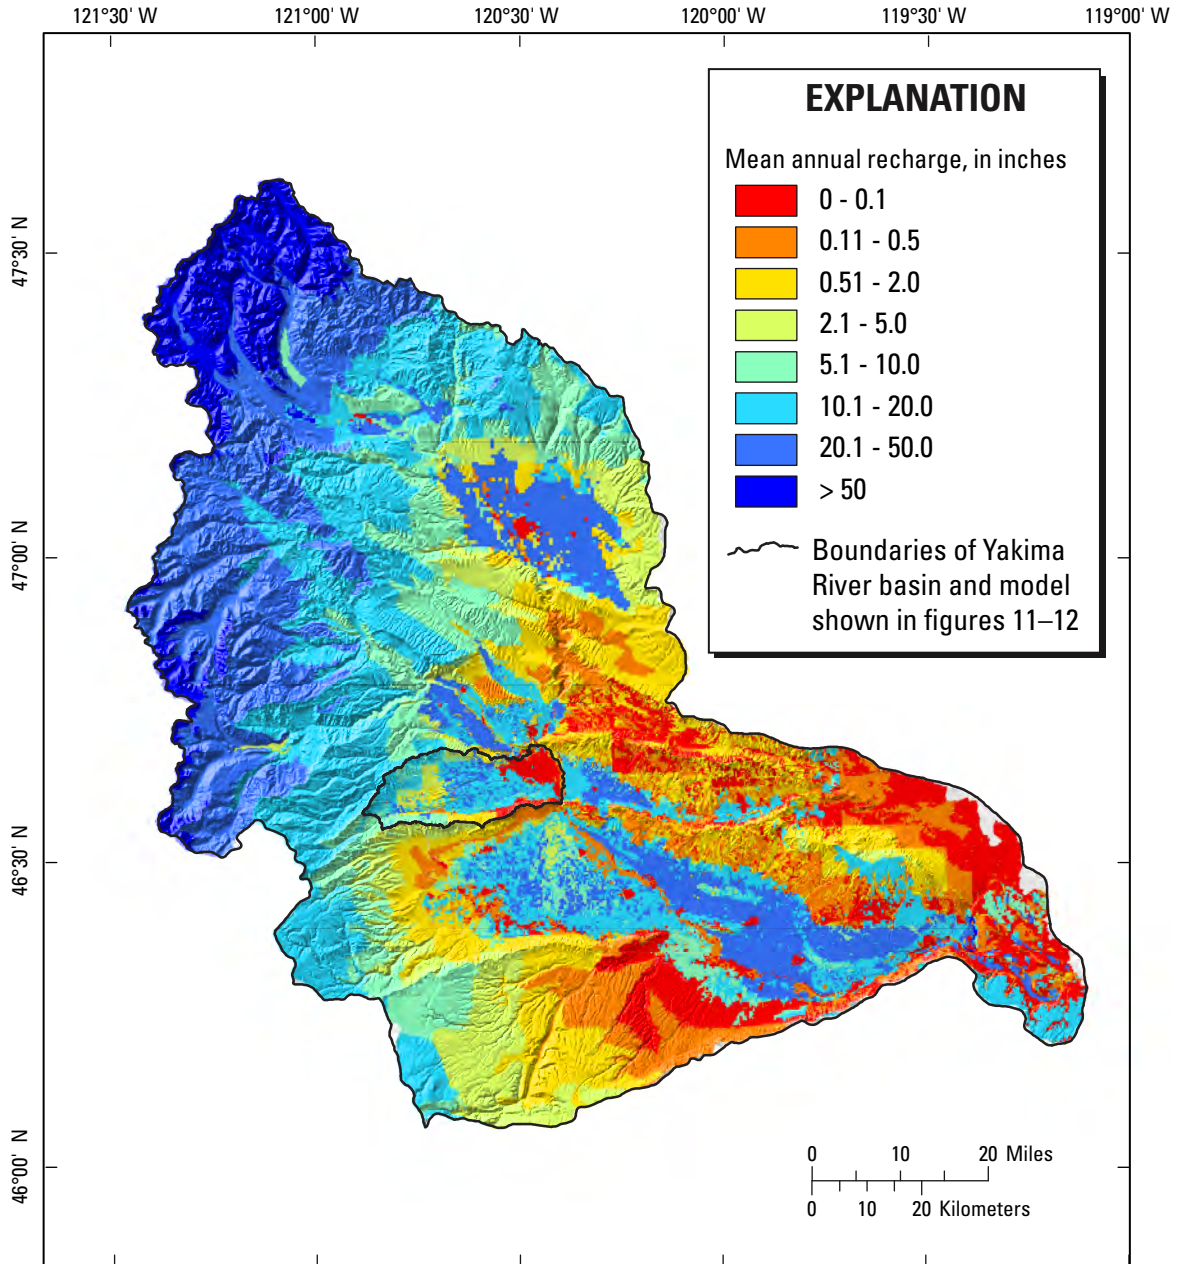 121°30' W 121°00' W 120°30' W 120°00' W 119°30' W 119°00' W
EXPLANATION
Mean annual recharge, in inches
0 - 0.1
0.11 - 0.5
0.51 - 2.0
2.1 - 5.0
5.1 - 10.0
10.1 - 20.0
20.1 - 50.0
> 50
Boundaries of Yakima
River basin and model
shown in figures 11–12
47°30' N
47°00' N
46°30' N
46°00' N
0 10 20 Miles
0 10 20 Kilometers